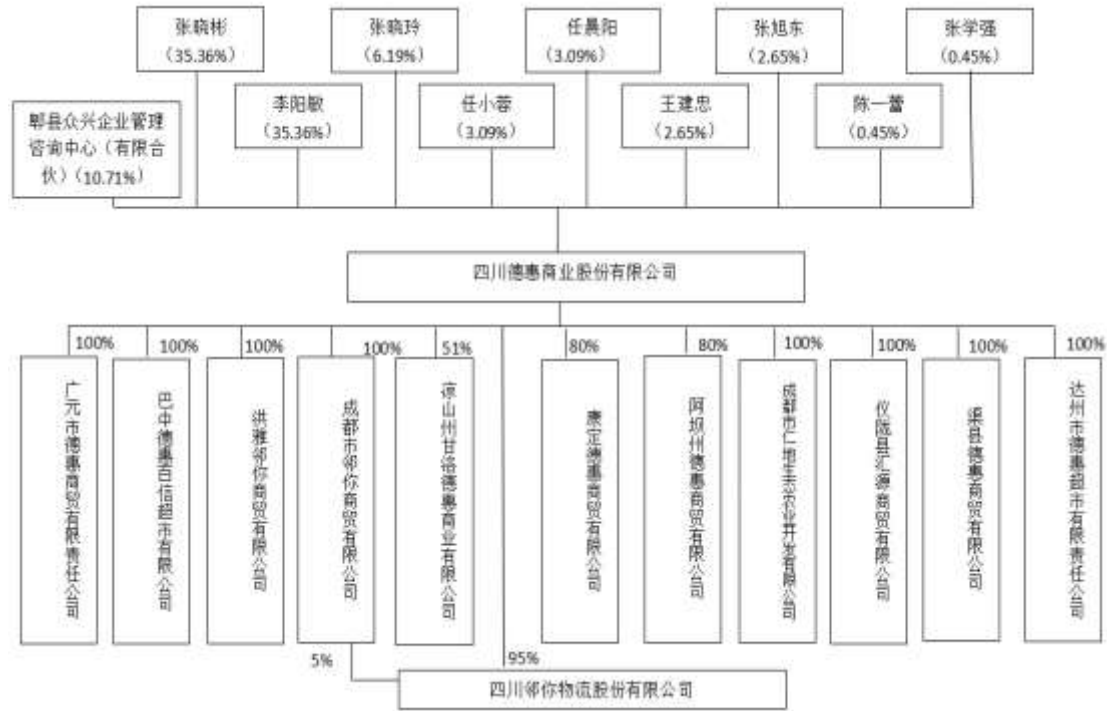 张晓彬
(35.36%)
张晓玲
(6.19%)
任晨阳
(3.09%)
张旭东
(2.65%)
张学强
(0.45%)
郫县众兴企业管理
咨询中心（有限合
伙）(10.71%)
李阳敏
(35.36%)
任小蓉
(3.09%)
王建忠
(2.65%)
陈一蕾
(0.45%)
四川德惠商业股份有限公司
100%
100%
100%
100%
51%
80%
80%
100%
100%
100%
100%
广元市德惠商贸有限责任公司
巴中德惠百信超市有限公司
洪雅邻你商贸有限公司
成都市邻你商贸有限公司
凉山州甘洛德惠商业有限公司
康定德惠商贸有限公司
阿坝州德惠商贸有限公司
成都市仁地生态农业开发有限公司
仪陇县汇源商贸有限公司
渠县德惠商贸有限公司
达州市德惠超市有限责任公司
5%
95%
四川邻你物流股份有限公司